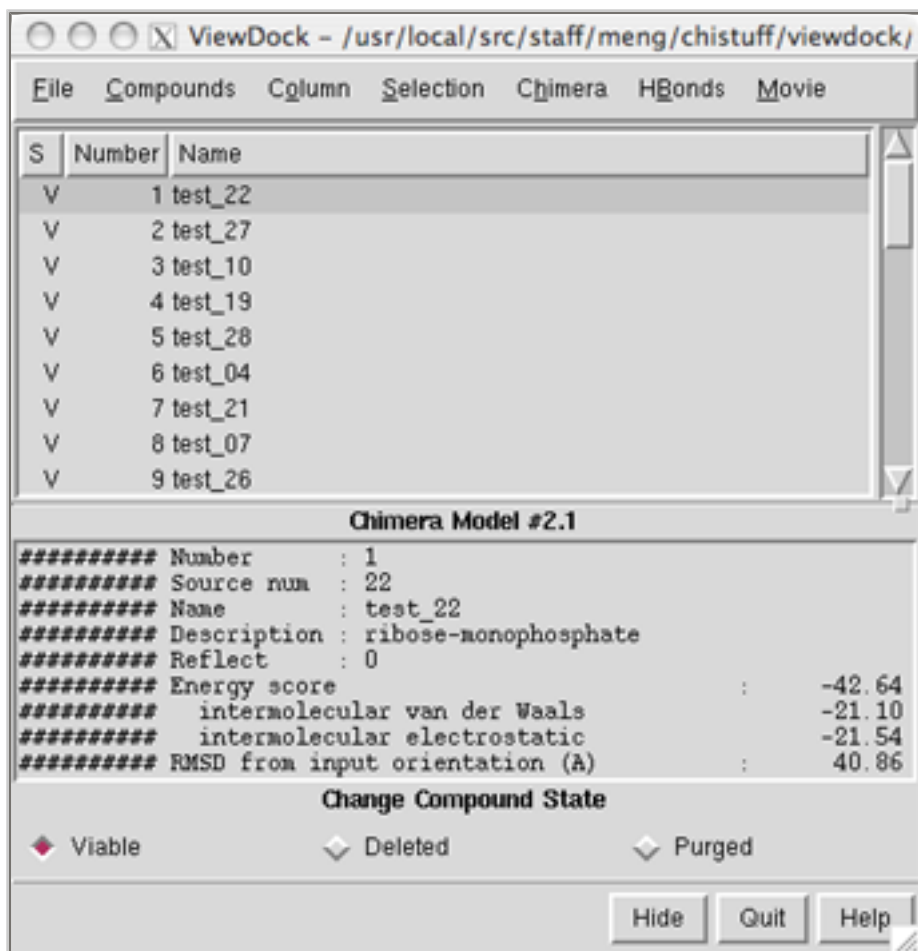 X ViewDock - /usr/local/src/staff/meng/chistuff/viewdock/
File Compounds Column Selection Chimera HBonds Movie
S Number Name
V 1 test_22
V 2 test_27
V 3 test_10
V 4 test_19
V 5 test_28
V 6 test_04
V 7 test_21
V 8 test_07
V 9 test_26
Chimera Model #2.1
########## Number : 1
########## Source num : 22
########## Name : test_22
########## Description : ribose-monophosphate
########## Reflect : 0
########## Energy score : -42.64
########## intermolecular van der Waals -21.10
########## intermolecular electrostatic -21.54
########## RMSD from input orientation (A) : 40.86
Change Compound State
Viable Deleted Purged
Hide Quit Help